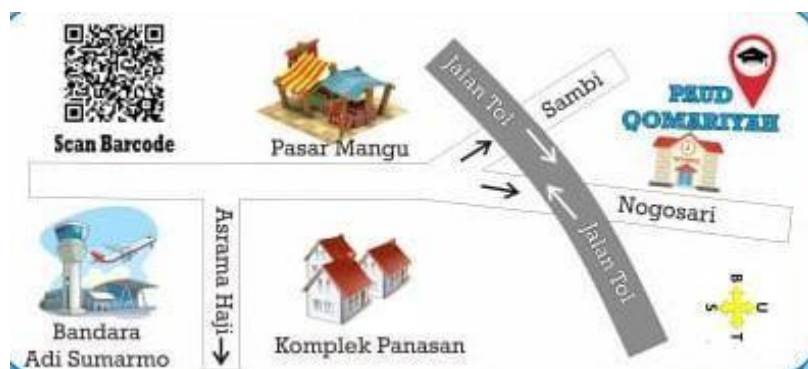 Scan Barcode
Pasar Mangu
Jalan Tol
Sambi
PAUD
QOMARIYAH
Nogosari
Jalan Tol
Asrama Haji
Bandara
Adi Sumarmo
Komplek Panasan
B
S U
T